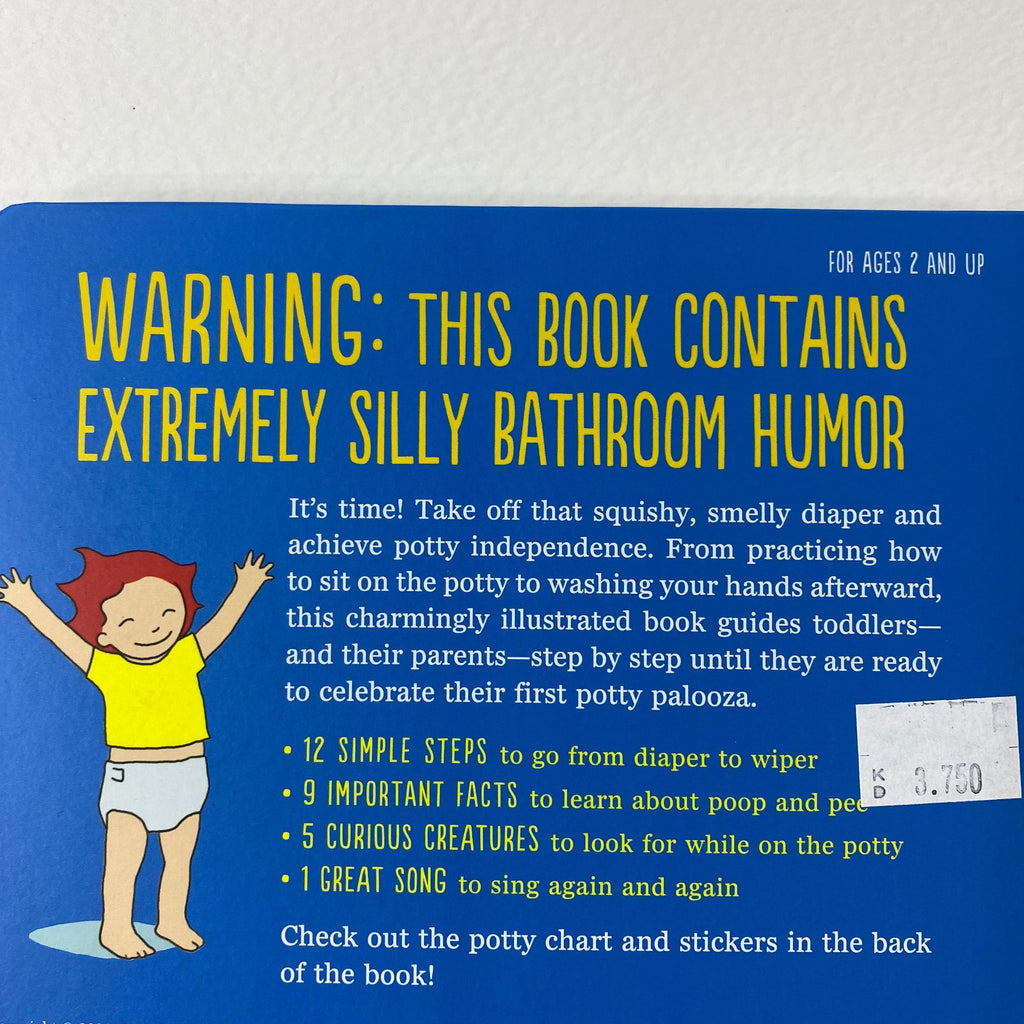 FOR AGES 2 AND UP
WARNING: THIS BOOK CONTAINS
EXTREMELY SILLY BATHROOM HUMOR
It's time! Take off that squishy, smelly diaper and
achieve potty independence. From practicing how
to sit on the potty to washing your hands afterward,
this charmingly illustrated book guides toddlers—
and their parents—step by step until they are ready
to celebrate their first potty palooza.
• 12 SIMPLE STEPS to go from diaper to wiper
• 9 IMPORTANT FACTS to learn about poop and pee
• 5 CURIOUS CREATURES to look for while on the potty
• 1 GREAT SONG to sing again and again
KD 3.750
Check out the potty chart and stickers in the back
of the book!